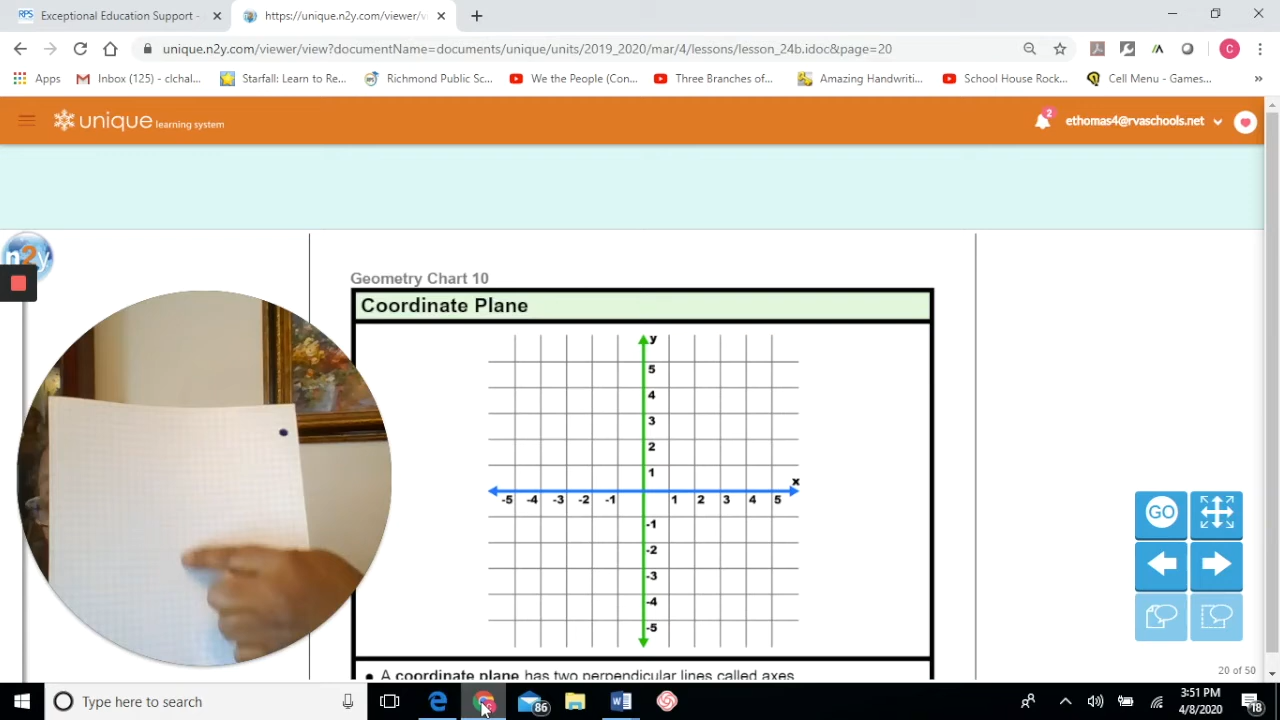 RPS Exceptional Education Support -
https://unique.n2y.com/viewer/vi
unique.n2y.com/viewer/view?documentName=documents/unique/units/2019_2020/mar/4/lessons/lesson_24b.idoc&page=20
C
Apps
Inbox (125) - clchal...
Starfall: Learn to Re...
Richmond Public Sc...
We the People (Con...
Three Branches of...
Amazing Handwriti...
School House Rock...
Cell Menu - Games...
»
unique learning system
2
ethomas4@rvaschools.net
n2y
Geometry Chart 10
Coordinate Plane
y
5
4
3
2
1
x
-5 -4 -3 -2 -1 1 2 3 4 5
-1
-2
-3
-4
-5
• A coordinate plane has two perpendicular lines called axes
GO
20 of 50
Type here to search
86
3:51 PM
4/8/2020
18